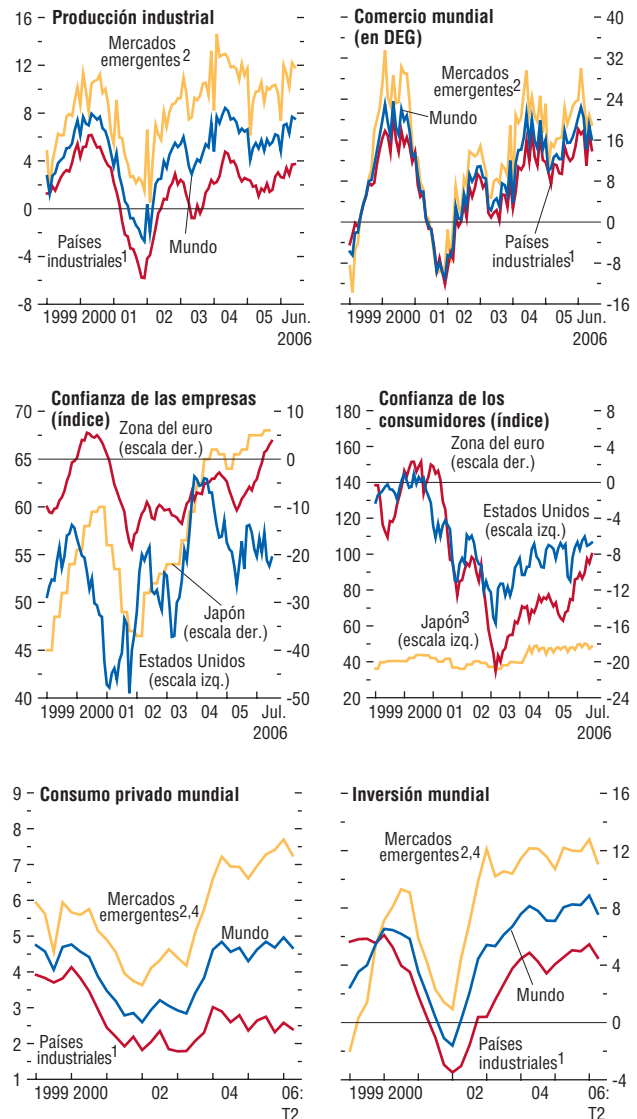 Producción industrial
16
12
8
4
0
-4
-8
Mercados
emergentes2
Países
industriales1
Mundo
1999 2000 01 02 03 04 05 Jun.
2006
Comercio mundial
(en DEG)
40
32
24
16
8
0
-8
-16
Mercados
emergentes2
Mundo
Países
industriales1
1999 2000 01 02 03 04 05 Jun.
2006
Confianza de las empresas
(índice)
70
65
60
55
50
45
40
10
0
-10
-20
-30
-40
-50
Zona del euro
(escala der.)
Japón
(escala der.)
Estados Unidos
(escala izq.)
1999 2000 01 02 03 04 05 Jul.
2006
Confianza de los
consumidores (índice)
180
160
140
120
100
80
60
40
20
8
4
0
-4
-8
-12
-16
-20
-24
Zona del euro
(escala der.)
Estados Unidos
(escala izq.)
Japón3
(escala izq.)
1999 2000 01 02 03 04 05 Jul.
2006
Consumo privado mundial
9
8
7
6
5
4
3
2
1
Mercados
emergentes2,4
Mundo
Países
industriales1
1999 2000 02 04 06:
T2
Inversión mundial
16
12
8
4
0
-4
Mercados
emergentes2,4
Mundo
Países
industriales1
1999 2000 02 04 06:
T2